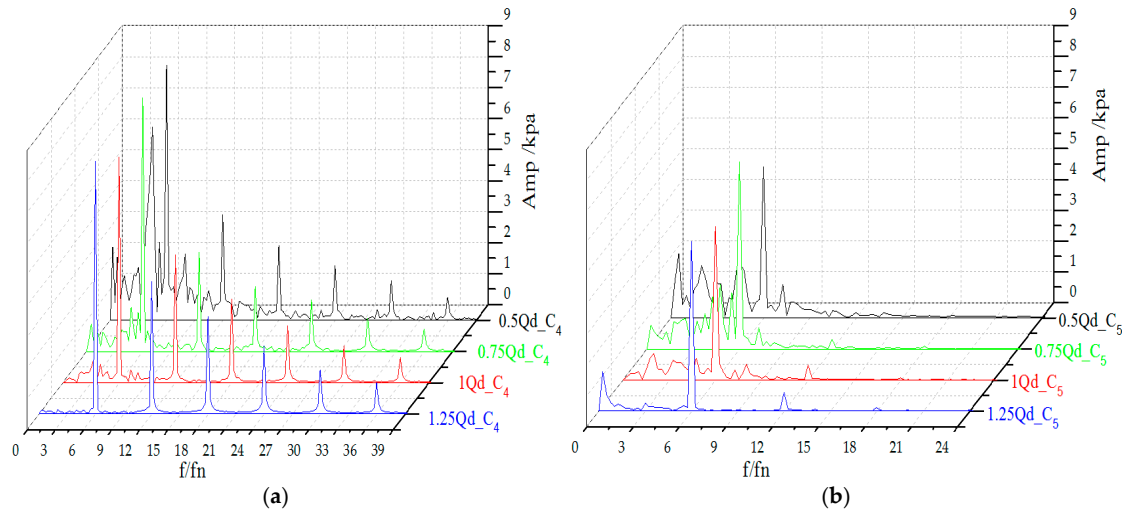 9
8
7
6
5
4
3
2
1
0
Amp /kpa
0.5Qd_C4
0.75Qd_C4
1Qd_C4
1.25Qd_C4
0 3 6 9 12 15 18 21 24 27 30 33 36 39
f/fn
(a)
9
8
7
6
5
4
3
2
1
0
Amp /kpa
0.5Qd_C5
0.75Qd_C5
1Qd_C5
1.25Qd_C5
0 3 6 9 12 15 18 21 24
f/fn
(b)